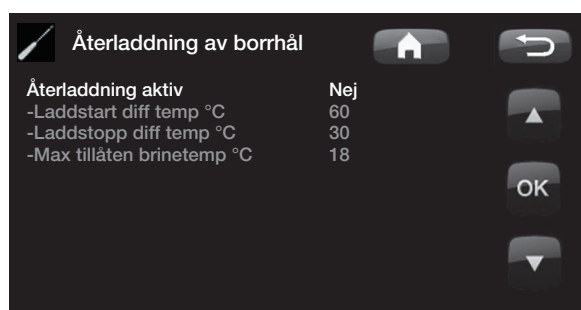 Återladdning av borrhål
Återladdning aktiv Nej
-Laddstart diff temp °C 60
-Laddstopp diff temp °C 30
-Max tillåten brinetemp °C 18
OK